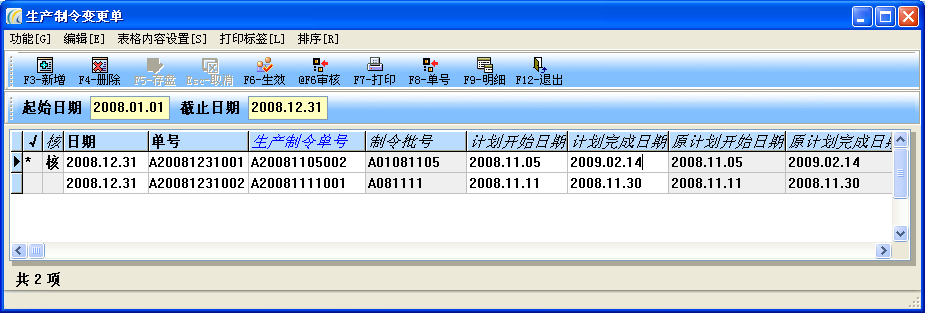 生产制令变更单
功能[G] 编辑[E] 表格内容设置[S] 打印标签[L] 排序[R]
F3-新增 F4-删除 F5-存盘 Esc-取消 F6-生效 @F6审核 F7-打印 F8-单号 F9-明细 F12-退出
起始日期 2008.01.01 截止日期 2008.12.31
√ 核 日期 单号 生产制令单号 制令批号 计划开始日期 计划完成日期 原计划开始日期 原计划完成日期
* 核 2008.12.31 A20081231001 A20081105002 A01081105 2008.11.05 2009.02.14 2008.11.05 2009.02.14
2008.12.31 A20081231002 A20081111001 A081111 2008.11.11 2008.11.30 2008.11.11 2008.11.30
共 2 项